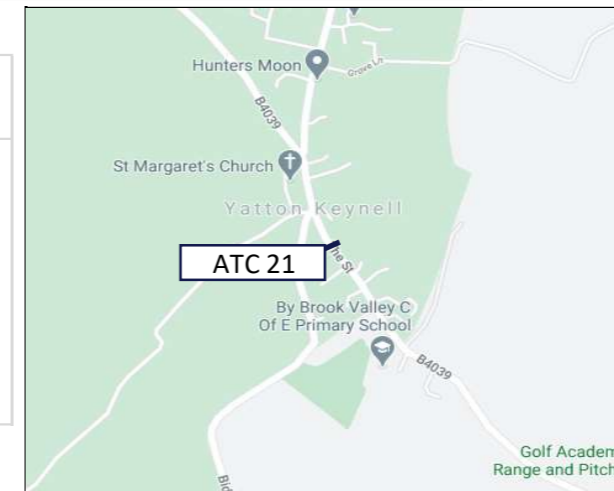 Hunters Moon
Grove Ln
B4039
St Margaret's Church
Yatton Keynell
ATC 21
The St
By Brook Valley C
Of E Primary School
B4039
Golf Academ
Range and Pitch